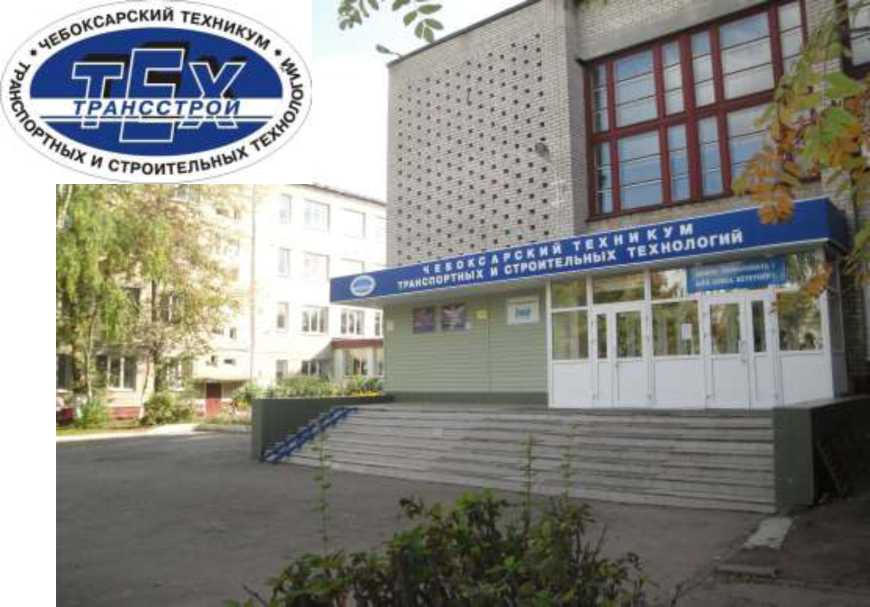 ЧЕБОКСАРСКИЙ ТЕХНИКУМ
ТРАНСПОРТНЫХ И СТРОИТЕЛЬНЫХ ТЕХНОЛОГИЙ
ТЕХ
ТРАНССТРОЙ
ЧЕБОКСАРСКИЙ ТЕХНИКУМ
ТРАНСПОРТНЫХ И СТРОИТЕЛЬНЫХ ТЕХНОЛОГИЙ